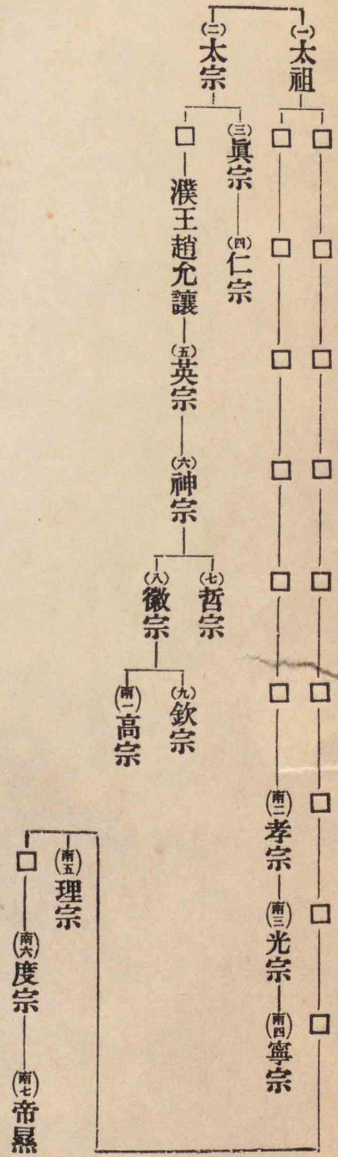 (一)太祖
(二)太宗
(三)眞宗
(四)仁宗
濮王趙允讓
(五)英宗
(六)神宗
(七)哲宗
(八)徽宗
(九)欽宗
(南一)高宗
(南二)孝宗
(南三)光宗
(南四)寧宗
(南五)理宗
(南六)度宗
(南七)帝㬎